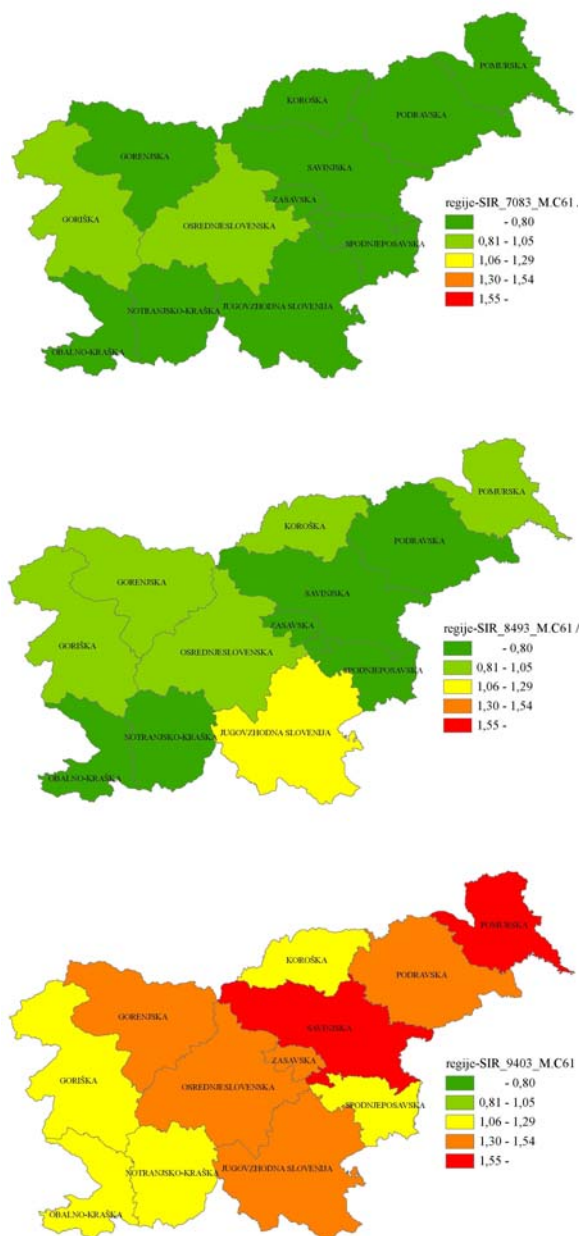 POMURSKA
KOROŠKA
PODRAVSKA
GORENJSKA
SAVINJSKA
ZASAVSKA
GORIŠKA
OSREDNJESLOVENSKA
SPODNJEPOSAVSKA
NOTRANJSKO-KRAŠKA
JUGOVZHODNA SLOVENIJA
OBALNO-KRAŠKA
regije-SIR_7083_M.C61 /
- 0,80
0,81 - 1,05
1,06 - 1,29
1,30 - 1,54
1,55 -
POMURSKA
KOROŠKA
PODRAVSKA
GORENJSKA
SAVINJSKA
ZASAVSKA
GORIŠKA
OSREDNJESLOVENSKA
SPODNJEPOSAVSKA
NOTRANJSKO-KRAŠKA
JUGOVZHODNA SLOVENIJA
OBALNO-KRAŠKA
regije-SIR_8493_M.C61 /
- 0,80
0,81 - 1,05
1,06 - 1,29
1,30 - 1,54
1,55 -
POMURSKA
KOROŠKA
PODRAVSKA
GORENJSKA
SAVINJSKA
ZASAVSKA
GORIŠKA
OSREDNJESLOVENSKA
SPODNJEPOSAVSKA
NOTRANJSKO-KRAŠKA
JUGOVZHODNA SLOVENIJA
OBALNO-KRAŠKA
regije-SIR_9403_M.C61
- 0,80
0,81 - 1,05
1,06 - 1,29
1,30 - 1,54
1,55 -